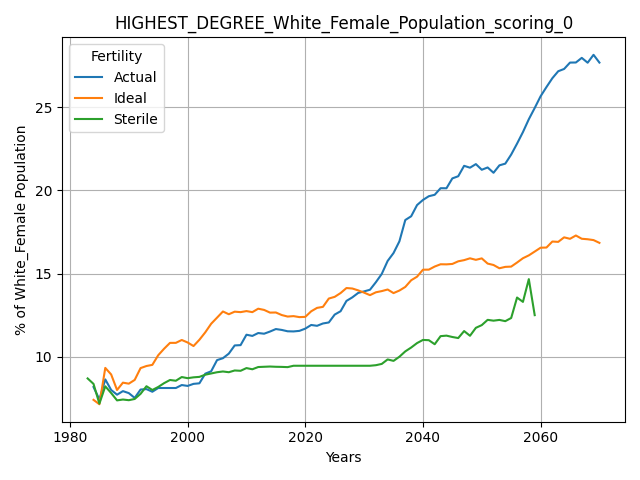 HIGHEST_DEGREE_White_Female_Population_scoring_0
Fertility
Actual
Ideal
Sterile
% of White_Female Population
25
20
15
10
1980
2000
2020
2040
2060
Years